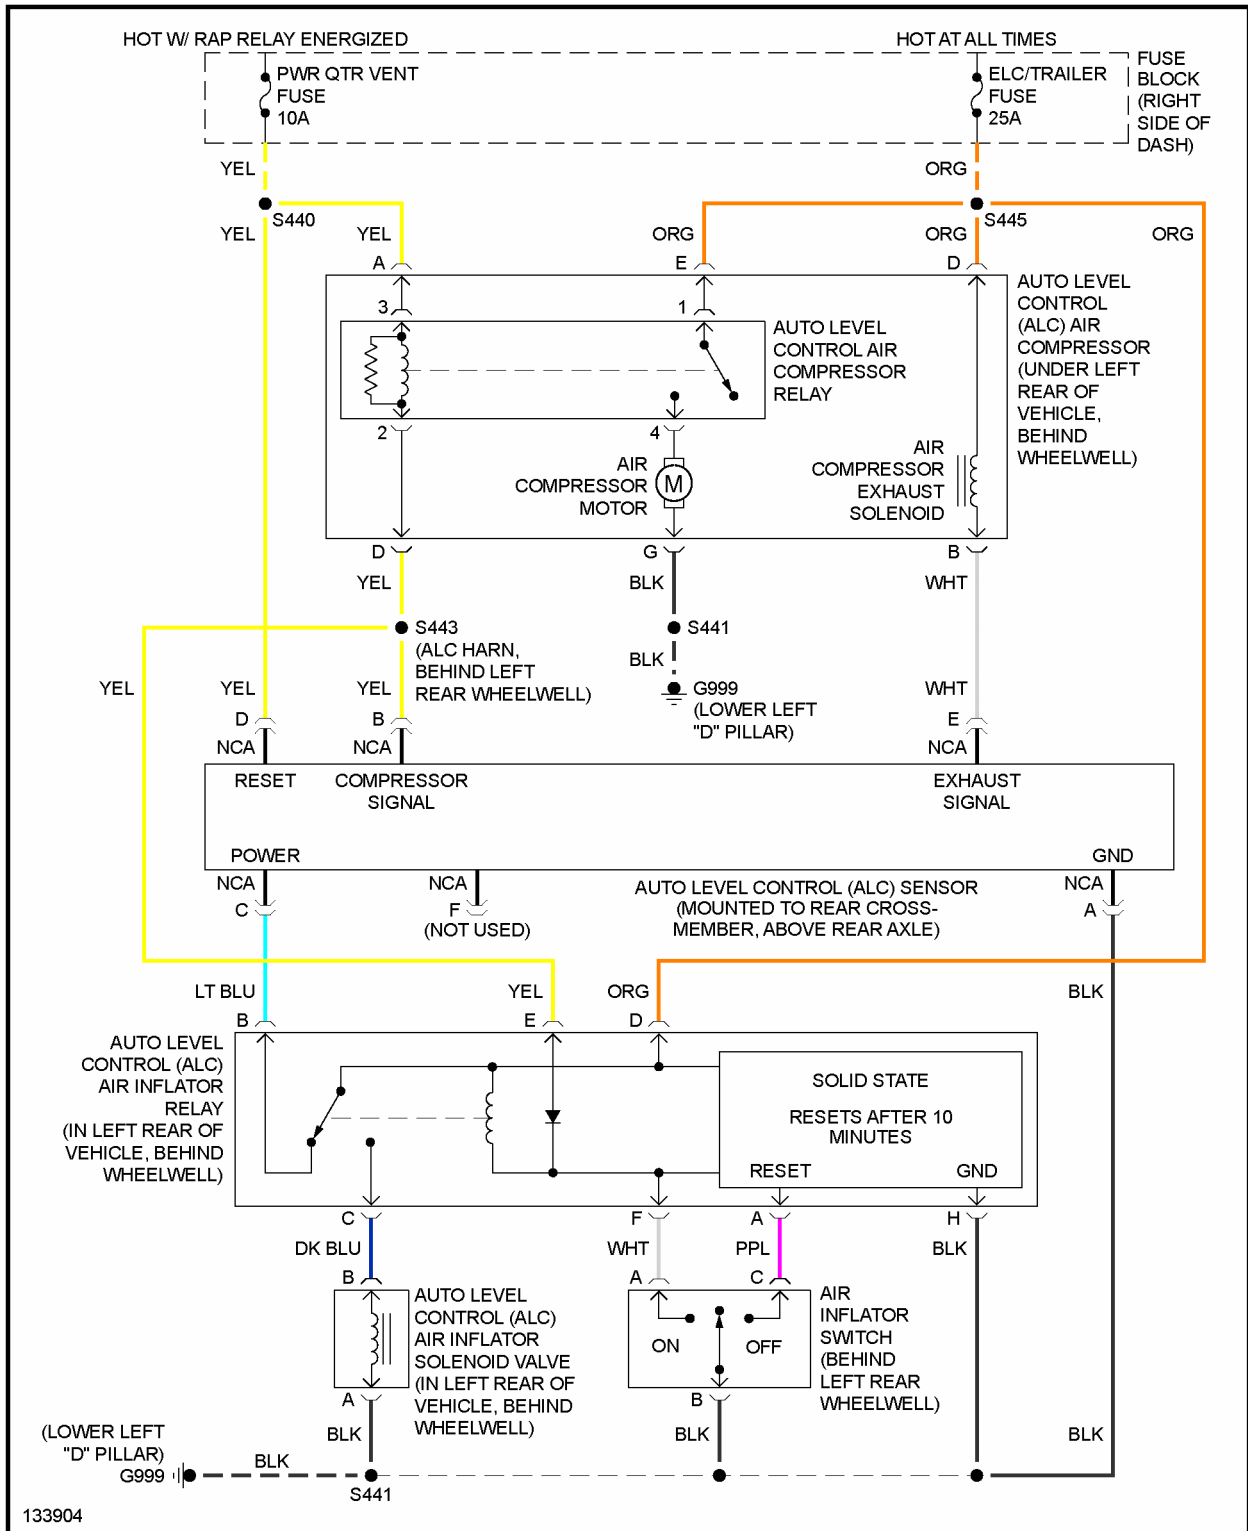 HOT W/ RAP RELAY ENERGIZED
HOT AT ALL TIMES
PWR QTR VENT
FUSE
10A
ELC/TRAILER
FUSE
25A
FUSE
BLOCK
(RIGHT
SIDE OF
DASH)
YEL
ORG
S440
S445
YEL
YEL
ORG
ORG
ORG
A
E
D
3
1
AUTO LEVEL
CONTROL AIR
COMPRESSOR
RELAY
AUTO LEVEL
CONTROL
(ALC) AIR
COMPRESSOR
(UNDER LEFT
REAR OF
VEHICLE,
BEHIND
WHEELWELL)
2
4
AIR
COMPRESSOR
MOTOR
M
AIR
COMPRESSOR
EXHAUST
SOLENOID
D
G
B
YEL
BLK
WHT
S443
(ALC HARN,
BEHIND LEFT
REAR WHEELWELL)
S441
BLK
G999
(LOWER LEFT
"D" PILLAR)
YEL
YEL
YEL
WHT
D
B
E
NCA
NCA
NCA
RESET
COMPRESSOR
SIGNAL
EXHAUST
SIGNAL
POWER
GND
NCA
NCA
NCA
C
F
A
(NOT USED)
AUTO LEVEL CONTROL (ALC) SENSOR
(MOUNTED TO REAR CROSS-
MEMBER, ABOVE REAR AXLE)
LT BLU
YEL
ORG
BLK
B
E
D
AUTO LEVEL
CONTROL (ALC)
AIR INFLATOR
RELAY
(IN LEFT REAR OF
VEHICLE, BEHIND
WHEELWELL)
SOLID STATE
RESETS AFTER 10
MINUTES
RESET
GND
C
F
A
H
DK BLU
WHT
PPL
BLK
B
A
C
AUTO LEVEL
CONTROL (ALC)
AIR INFLATOR
SOLENOID VALVE
(IN LEFT REAR OF
VEHICLE, BEHIND
WHEELWELL)
ON
OFF
AIR
INFLATOR
SWITCH
(BEHIND
LEFT REAR
WHEELWELL)
A
B
BLK
BLK
BLK
(LOWER LEFT
"D" PILLAR)
G999
BLK
S441
133904